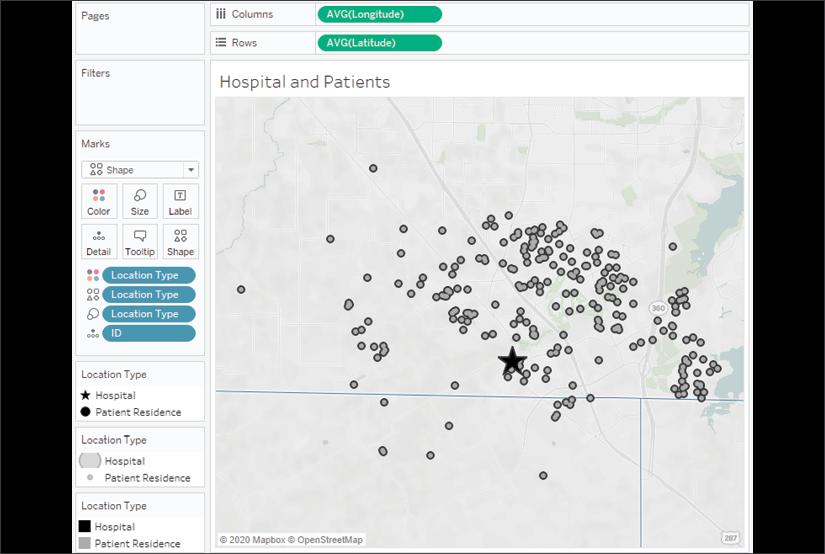 Pages
Columns
AVG(Longitude)
Rows
AVG(Latitude)
Filters
Hospital and Patients
Marks
Shape
Color
Size
Label
Detail
Tooltip
Shape
Location Type
Location Type
Location Type
ID
Location Type
Hospital
Patient Residence
Location Type
Hospital
Patient Residence
Location Type
Hospital
Patient Residence
360
287
© 2020 Mapbox © OpenStreetMap